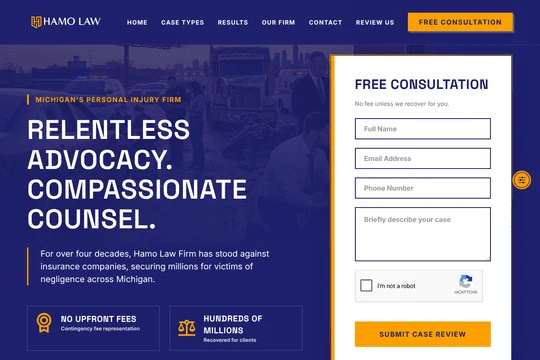 HAMO LAW
HOME CASE TYPES RESULTS OUR FIRM CONTACT REVIEW US FREE CONSULTATION
MICHIGAN'S PERSONAL INJURY FIRM
RELENTLESS
ADVOCACY.
COMPASSIONATE
COUNSEL.
For over four decades, Hamo Law Firm has stood against
insurance companies, securing millions for victims of
negligence across Michigan.
NO UPFRONT FEES
Contingency fee representation
HUNDREDS OF
MILLIONS
Recovered for clients
FREE CONSULTATION
No fee unless we recover for you.
Full Name
Email Address
Phone Number
Briefly describe your case
I'm not a robot
reCAPTCHA
SUBMIT CASE REVIEW